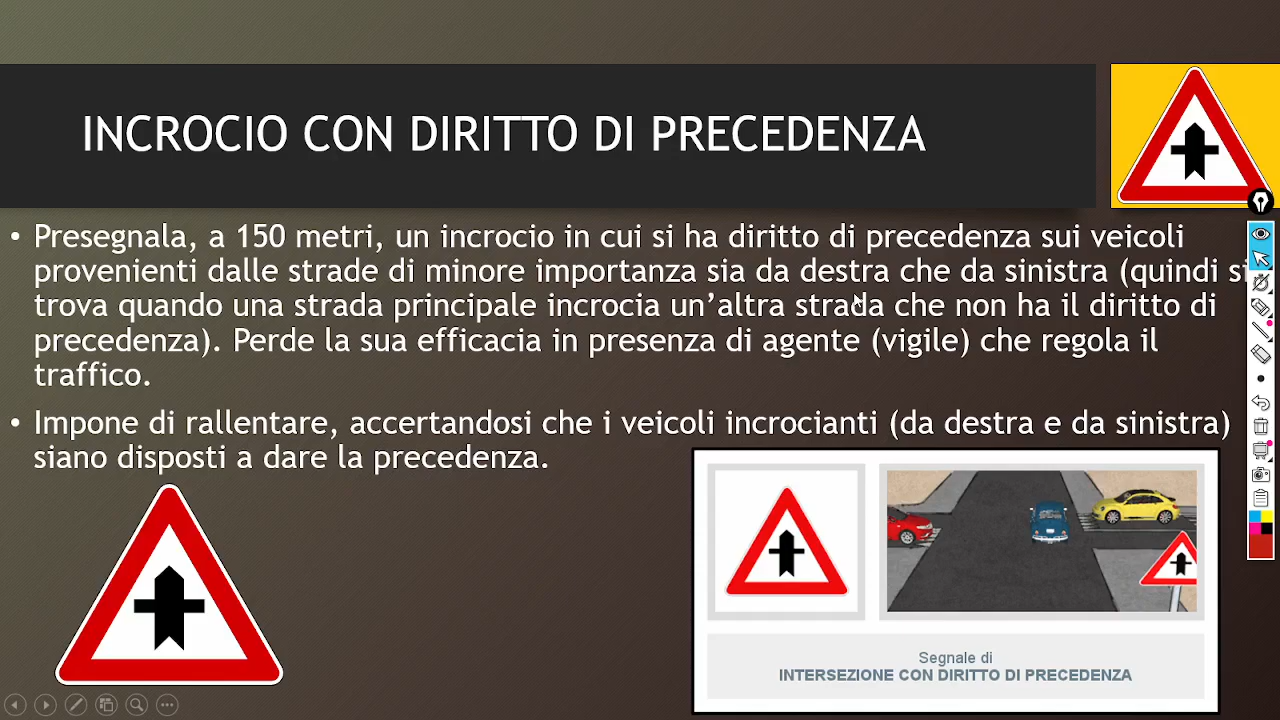 INCROCIO CON DIRITTO DI PRECEDENZA
• Presegnala, a 150 metri, un incrocio in cui si ha diritto di precedenza sui veicoli
provenienti dalle strade di minore importanza sia da destra che da sinistra (quindi si
trova quando una strada principale incrocia un’altra strada che non ha il diritto di
precedenza). Perde la sua efficacia in presenza di agente (vigile) che regola il
traffico.
• Impone di rallentare, accertandosi che i veicoli incrocianti (da destra e da sinistra)
siano disposti a dare la precedenza.
Segnale di
INTERSEZIONE CON DIRITTO DI PRECEDENZA